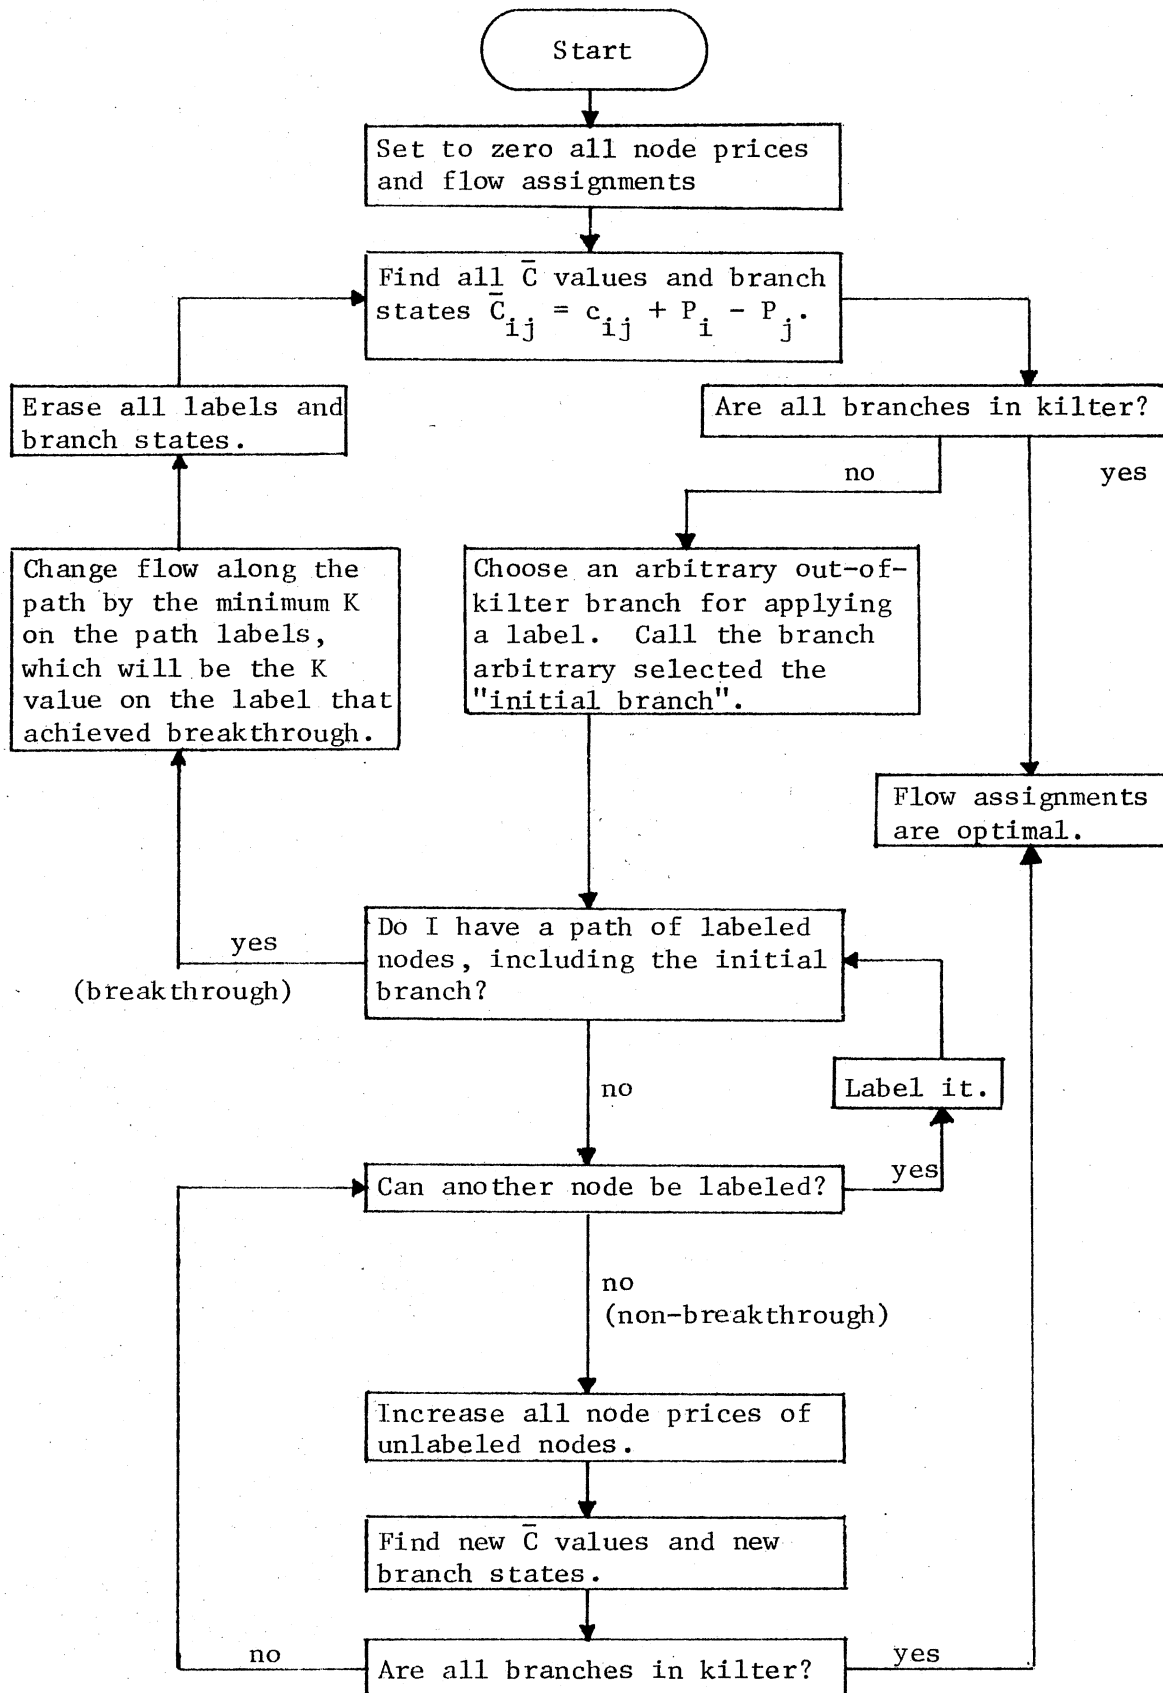 Start
Set to zero all node prices
and flow assignments
Find all C̄ values and branch
states C̄ij = cij + Pi - Pj.
Erase all labels and
branch states.
Are all branches in kilter?
no
yes
Change flow along the
path by the minimum K
on the path labels,
which will be the K
value on the label that
achieved breakthrough.
Choose an arbitrary out-of-
kilter branch for applying
a label. Call the branch
arbitrary selected the
"initial branch".
Flow assignments
are optimal.
Do I have a path of labeled
nodes, including the initial
branch?
yes
(breakthrough)
no
Label it.
Can another node be labeled?
yes
no
(non-breakthrough)
Increase all node prices of
unlabeled nodes.
Find new C̄ values and new
branch states.
Are all branches in kilter?
no
yes